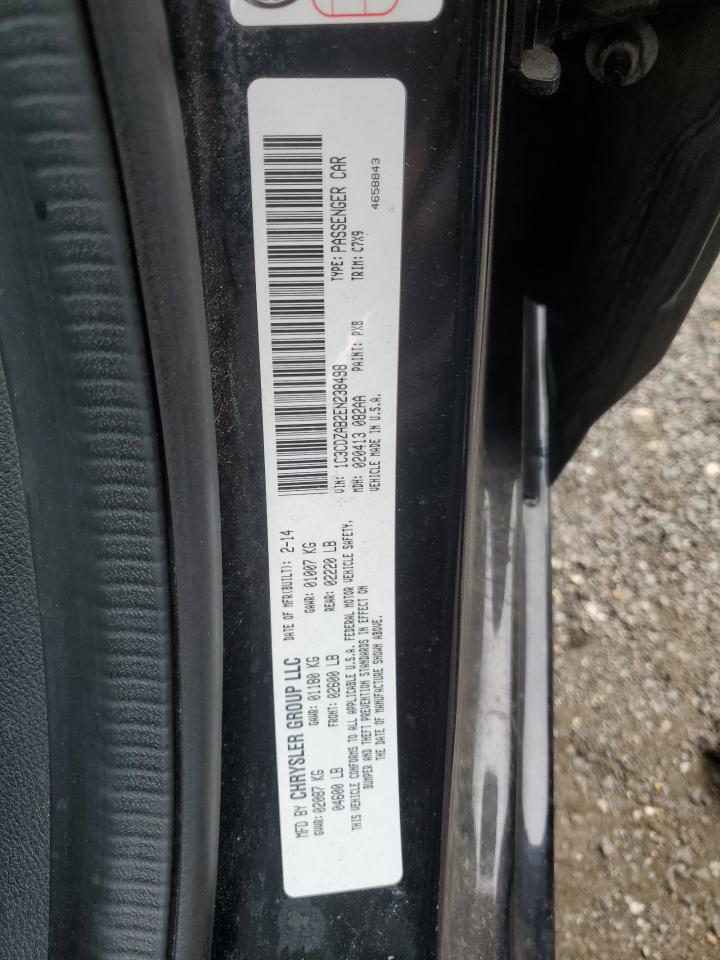 MFD BY CHRYSLER GROUP LLC DATE OF MFR(BUILT): 2-14
GVWR: 02087 KG GAWR: 01180 KG GAWR: 01007 KG
04600 LB FRONT: 02600 LB REAR: 02220 LB
THIS VEHICLE CONFORMS TO ALL APPLICABLE U.S.A. FEDERAL MOTOR VEHICLE SAFETY,
BUMPER AND THEFT PREVENTION STANDARDS IN EFFECT ON
THE DATE OF MANUFACTURE SHOWN ABOVE.
VIN: 1C3CDZAB2EN238498 TYPE: PASSENGER CAR
MDH: 020413 082AA PAINT: PX8 TRIM: C7X9
VEHICLE MADE IN U.S.A. 4658843